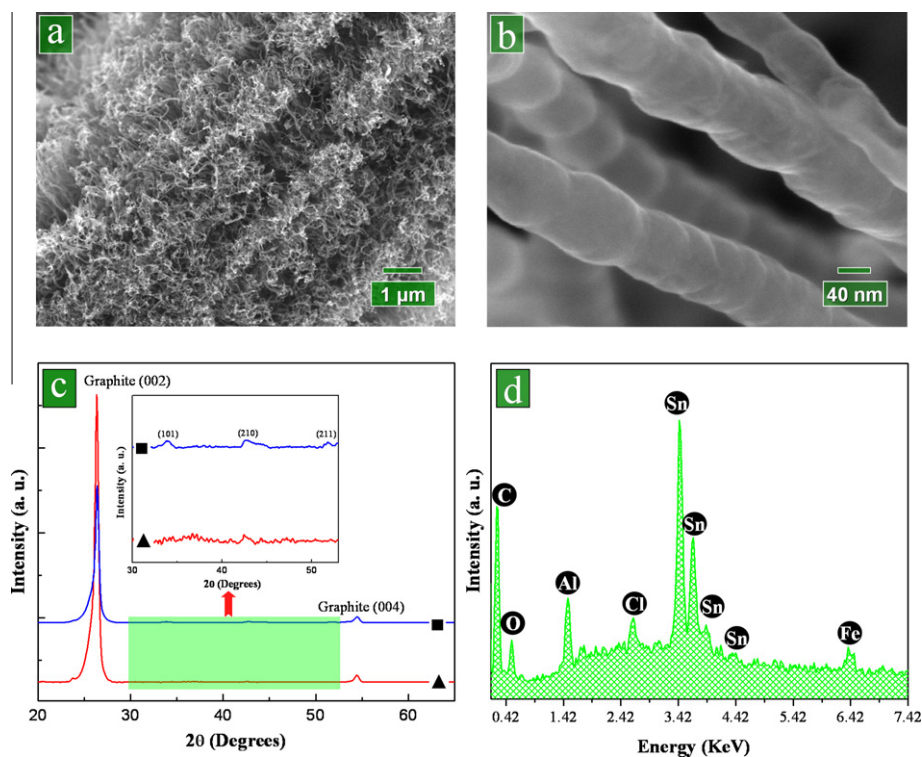 a
1 µm
b
40 nm
c
Graphite (002)
Intensity (a. u.)
(101)
(210)
(211)
Intensity (a. u.)
30 40 50
2θ (Degrees)
Graphite (004)
20 30 40 50 60
2θ (Degrees)
d
Intensity (a. u.)
C
O
Al
Cl
Sn
Sn
Sn
Sn
Fe
0.42 1.42 2.42 3.42 4.42 5.42 6.42 7.42
Energy (KeV)